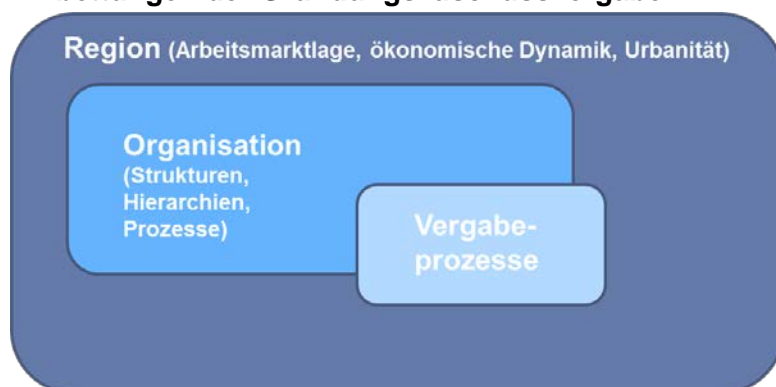 Region (Arbeitsmarktlage, ökonomische Dynamik, Urbanität)
Organisation
(Strukturen,
Hierarchien,
Prozesse)
Vergabe-
prozesse